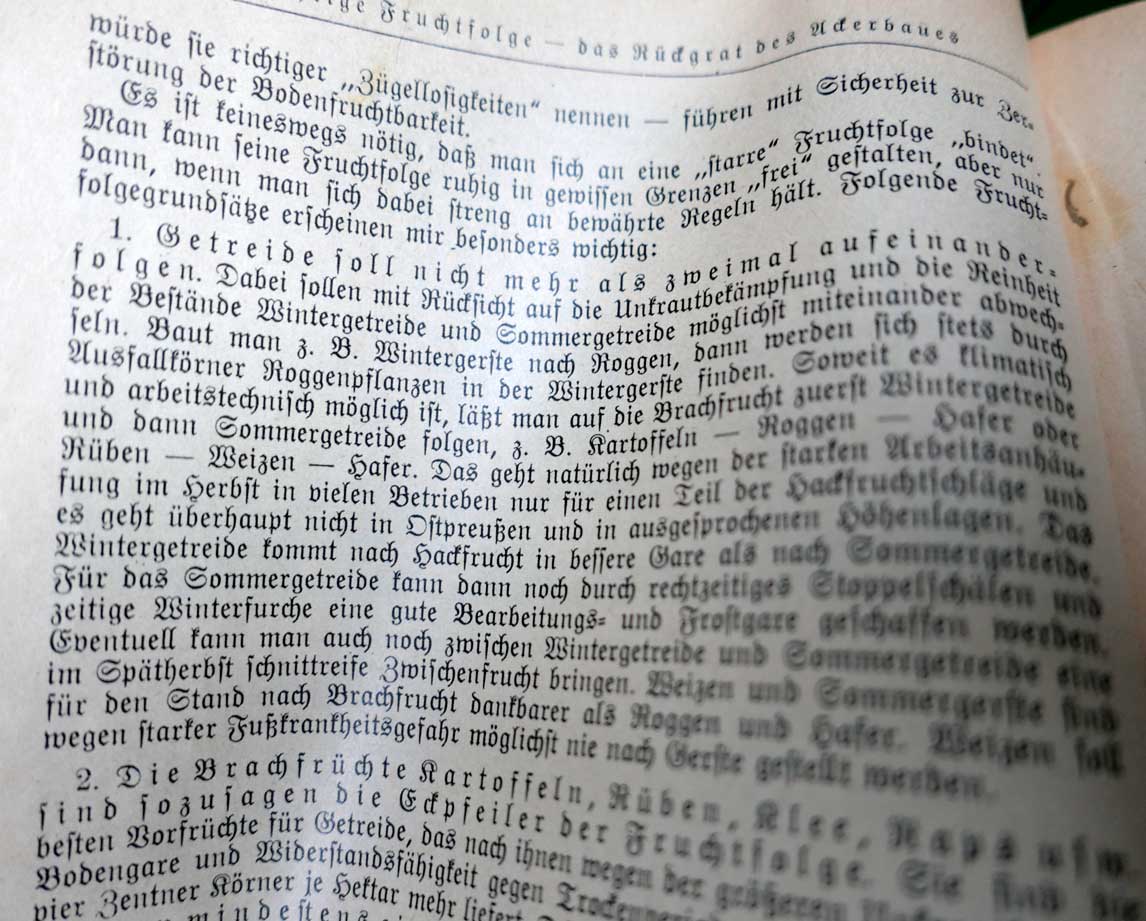 ige Fruchtfolge — das Rückgrat des Ackerbaues
würde sie richtiger „Zügellosigkeiten“ nennen — führen mit Sicherheit zur Zer-
störung der Bodenfruchtbarkeit.
Es ist keineswegs nötig, daß man sich an eine „starre“ Fruchtfolge „bindet“.
Man kann seine Fruchtfolge ruhig in gewissen Grenzen „frei“ gestalten, aber nur
dann, wenn man sich dabei streng an bewährte Regeln hält. Folgende Frucht-
folgegrundsätze erscheinen mir besonders wichtig:
1. Getreide soll nicht mehr als zweimal aufeinander-
folgen. Dabei sollen mit Rücksicht auf die Unkrautbekämpfung und die Reinheit
der Bestände Wintergetreide und Sommergetreide möglichst miteinander abwech-
seln. Baut man z. B. Wintergerste nach Roggen, dann werden sich stets durch
Ausfallkörner Roggenpflanzen in der Wintergerste finden. Soweit es klimatisch
und arbeitstechnisch möglich ist, läßt man auf die Brachfrucht zuerst Wintergetreide
und dann Sommergetreide folgen, z. B. Kartoffeln — Roggen — Hafer oder
Rüben — Weizen — Hafer. Das geht natürlich wegen der starken Arbeitsanhäu-
fung im Herbst in vielen Betrieben nur für einen Teil der Hackfruchtschläge und
es geht überhaupt nicht in Ostpreußen und in ausgesprochenen Höhenlagen. Das
Wintergetreide kommt nach Hackfrucht in bessere Gare als nach Sommergetreide.
Für das Sommergetreide kann dann noch durch rechtzeitiges Stoppelschälen und
zeitige Winterfurche eine gute Bearbeitungs- und Frostgare geschaffen werden.
Eventuell kann man auch noch zwischen Wintergetreide und Sommergetreide eine
im Spätherbst schnittreife Zwischenfrucht bringen. Weizen und Sommergerste sind
für den Stand nach Brachfrucht dankbarer als Roggen und Hafer. Weizen soll
wegen starker Fußkrankheitsgefahr möglichst nie nach Gerste gestellt werden.
2. Die Brachfrüchte Kartoffeln, Rüben, Klee, Raps usw.
sind sozusagen die Eckpfeiler der Fruchtfolge. Sie sind die
besten Vorfrüchte für Getreide, das nach ihnen wegen der größeren
Bodengare und Widerstandsfähigkeit gegen
vier Zentner Körner je Hektar mehr liefert
mindestens